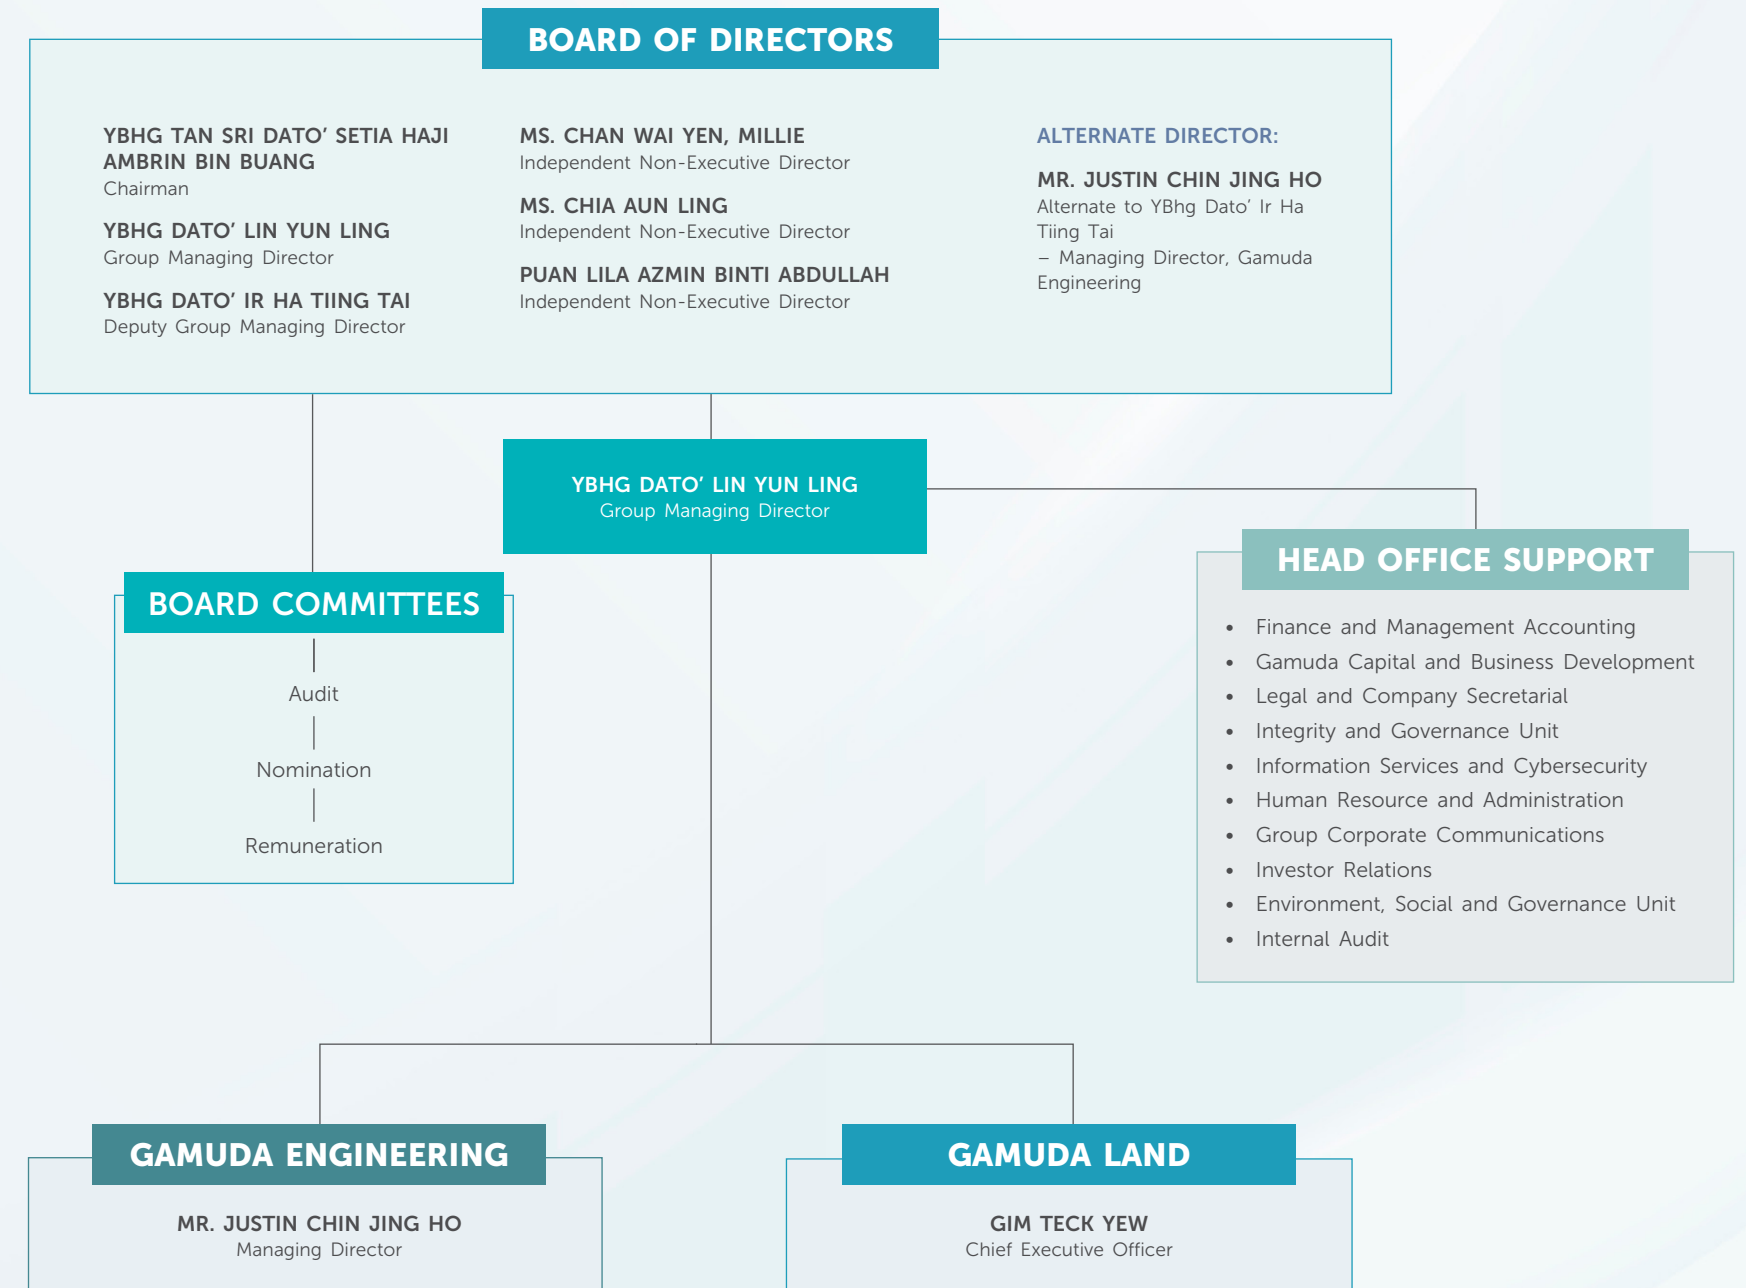 BOARD OF DIRECTORS
YBHG TAN SRI DATO’ SETIA HAJI
AMBRIN BIN BUANG
Chairman
YBHG DATO’ LIN YUN LING
Group Managing Director
YBHG DATO’ IR HA TIING TAI
Deputy Group Managing Director
MS. CHAN WAI YEN, MILLIE
Independent Non-Executive Director
MS. CHIA AUN LING
Independent Non-Executive Director
PUAN LILA AZMIN BINTI ABDULLAH
Independent Non-Executive Director
ALTERNATE DIRECTOR:
MR. JUSTIN CHIN JING HO
Alternate to YBhg Dato’ Ir Ha
Tiing Tai
– Managing Director, Gamuda
Engineering
YBHG DATO’ LIN YUN LING
Group Managing Director
BOARD COMMITTEES
Audit
Nomination
Remuneration
HEAD OFFICE SUPPORT
• Finance and Management Accounting
• Gamuda Capital and Business Development
• Legal and Company Secretarial
• Integrity and Governance Unit
• Information Services and Cybersecurity
• Human Resource and Administration
• Group Corporate Communications
• Investor Relations
• Environment, Social and Governance Unit
• Internal Audit
GAMUDA ENGINEERING
MR. JUSTIN CHIN JING HO
Managing Director
GAMUDA LAND
GIM TECK YEW
Chief Executive Officer